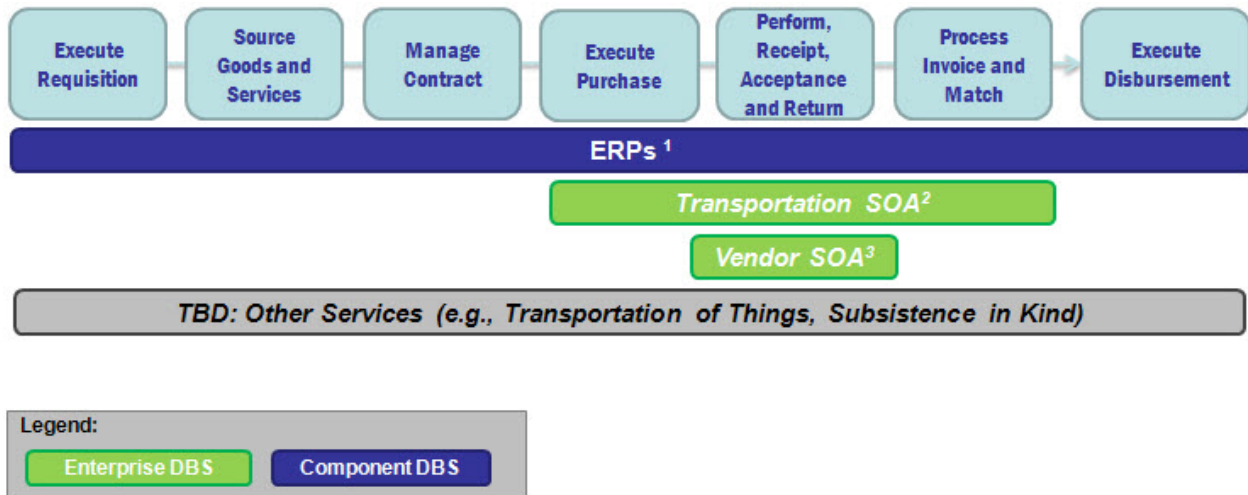 Execute
Requisition
Source
Goods and
Services
Manage
Contract
Execute
Purchase
Perform,
Receipt,
Acceptance
and Return
Process
Invoice and
Match
Execute
Disbursement
ERPs 1
Transportation SOA2
Vendor SOA3
TBD: Other Services (e.g., Transportation of Things, Subsistence in Kind)
Legend:
Enterprise DBS
Component DBS